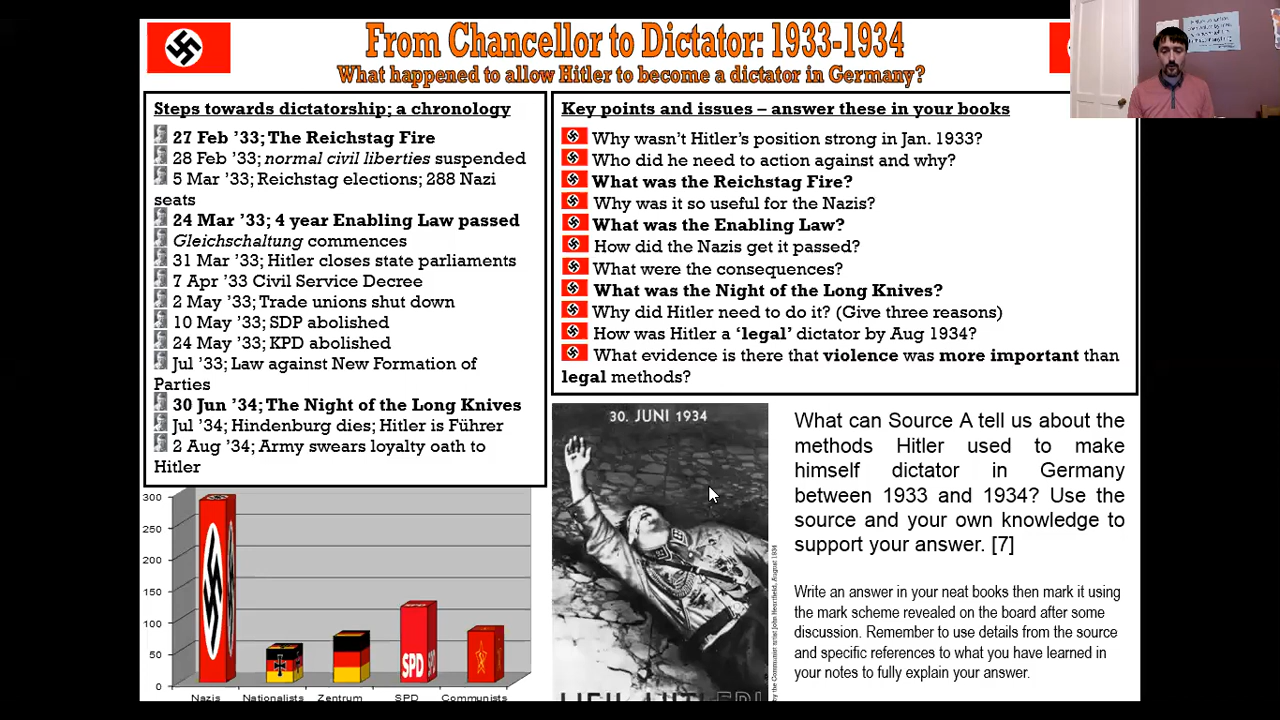 From Chancellor to Dictator: 1933-1934
What happened to allow Hitler to become a dictator in Germany?
Steps towards dictatorship; a chronology
27 Feb '33; The Reichstag Fire
28 Feb '33; normal civil liberties suspended
5 Mar '33; Reichstag elections; 288 Nazi
seats
24 Mar '33; 4 year Enabling Law passed
Gleichschaltung commences
31 Mar '33; Hitler closes state parliaments
7 Apr '33 Civil Service Decree
2 May '33; Trade unions shut down
10 May '33; SDP abolished
24 May '33; KPD abolished
Jul '33; Law against New Formation of
Parties
30 Jun '34; The Night of the Long Knives
Jul '34; Hindenburg dies; Hitler is Führer
2 Aug '34; Army swears loyalty oath to
Hitler
Key points and issues – answer these in your books
Why wasn't Hitler's position strong in Jan. 1933?
Who did he need to action against and why?
What was the Reichstag Fire?
Why was it so useful for the Nazis?
What was the Enabling Law?
How did the Nazis get it passed?
What were the consequences?
What was the Night of the Long Knives?
Why did Hitler need to do it? (Give three reasons)
How was Hitler a 'legal' dictator by Aug 1934?
What evidence is there that violence was more important than
legal methods?
300
250
200
150
100
50
0
SPD
Nazis
Nationalists
Zentrum
SPD
Communists
30. JUNI 1934
HEIL HITLER!
by the Communist artist John Heartfield, August 1934
What can Source A tell us about the
methods Hitler used to make
himself dictator in Germany
between 1933 and 1934? Use the
source and your own knowledge to
support your answer. [7]
Write an answer in your neat books then mark it using
the mark scheme revealed on the board after some
discussion. Remember to use details from the source
and specific references to what you have learned in
your notes to fully explain your answer.